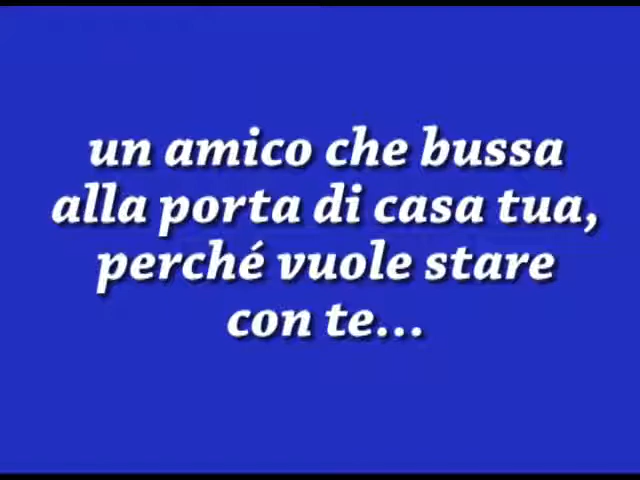 un amico che bussa
alla porta di casa tua,
perché vuole stare
con te...